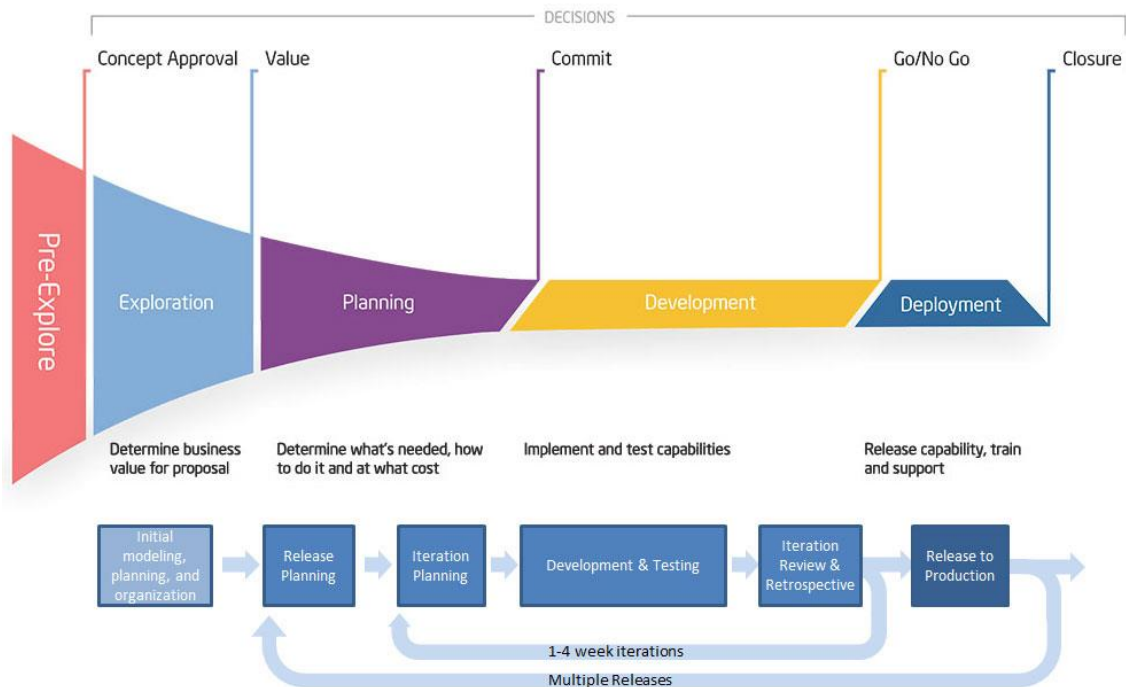 DECISIONS
Concept Approval
Value
Commit
Go/No Go
Closure
Pre-Explore
Exploration
Planning
Development
Deployment
Determine business
value for proposal
Determine what's needed, how
to do it and at what cost
Implement and test capabilities
Release capability, train
and support
Initial
modeling,
planning, and
organization
Release
Planning
Iteration
Planning
Development & Testing
Iteration
Review &
Retrospective
Release to
Production
1-4 week iterations
Multiple Releases